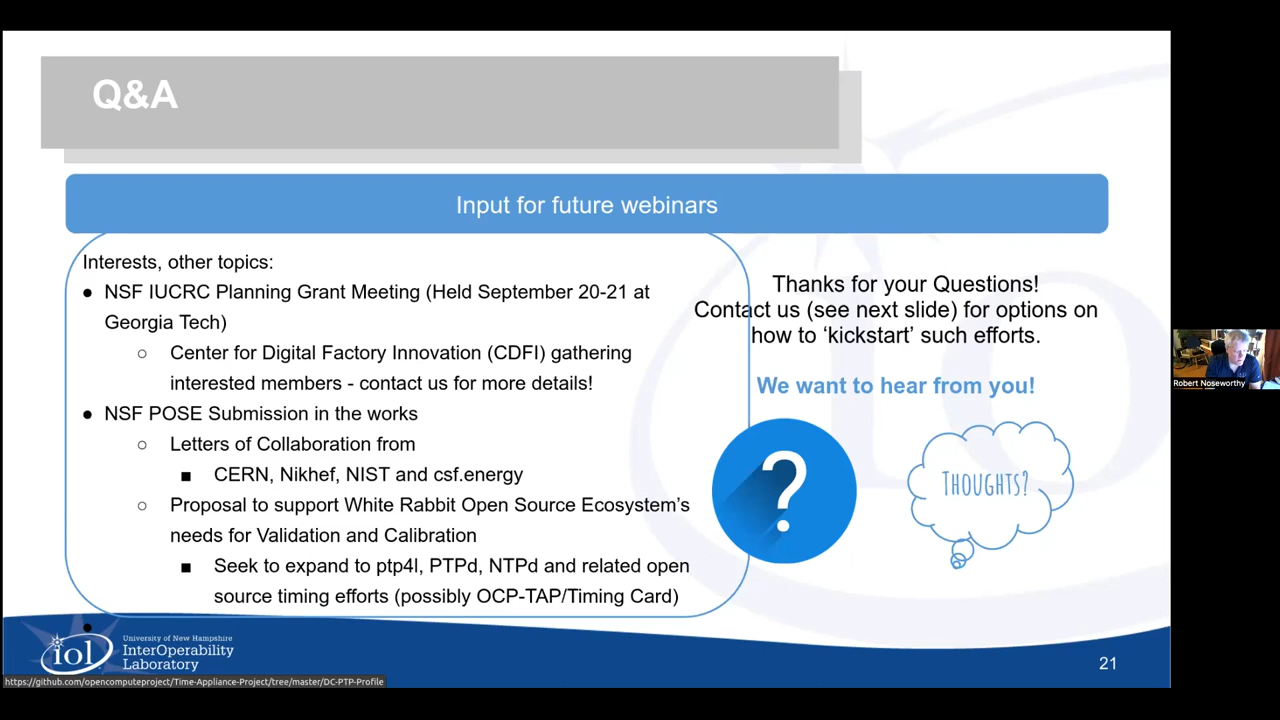 Q&A
Input for future webinars
Interests, other topics:
● NSF IUCRC Planning Grant Meeting (Held September 20-21 at
Georgia Tech)
○ Center for Digital Factory Innovation (CDFI) gathering
interested members - contact us for more details!
● NSF POSE Submission in the works
○ Letters of Collaboration from
■ CERN, Nikhef, NIST and csf.energy
○ Proposal to support White Rabbit Open Source Ecosystem’s
needs for Validation and Calibration
■ Seek to expand to ptp4l, PTPd, NTPd and related open
source timing efforts (possibly OCP-TAP/Timing Card)
●
Thanks for your Questions!
Contact us (see next slide) for options on
how to ‘kickstart’ such efforts.
We want to hear from you!
?
THOUGHTS?
Robert Noseworthy
iol
University of New Hampshire
InterOperability
Laboratory
21
https://github.com/opencomputeproject/Time-Appliance-Project/tree/master/DC-PTP-Profile